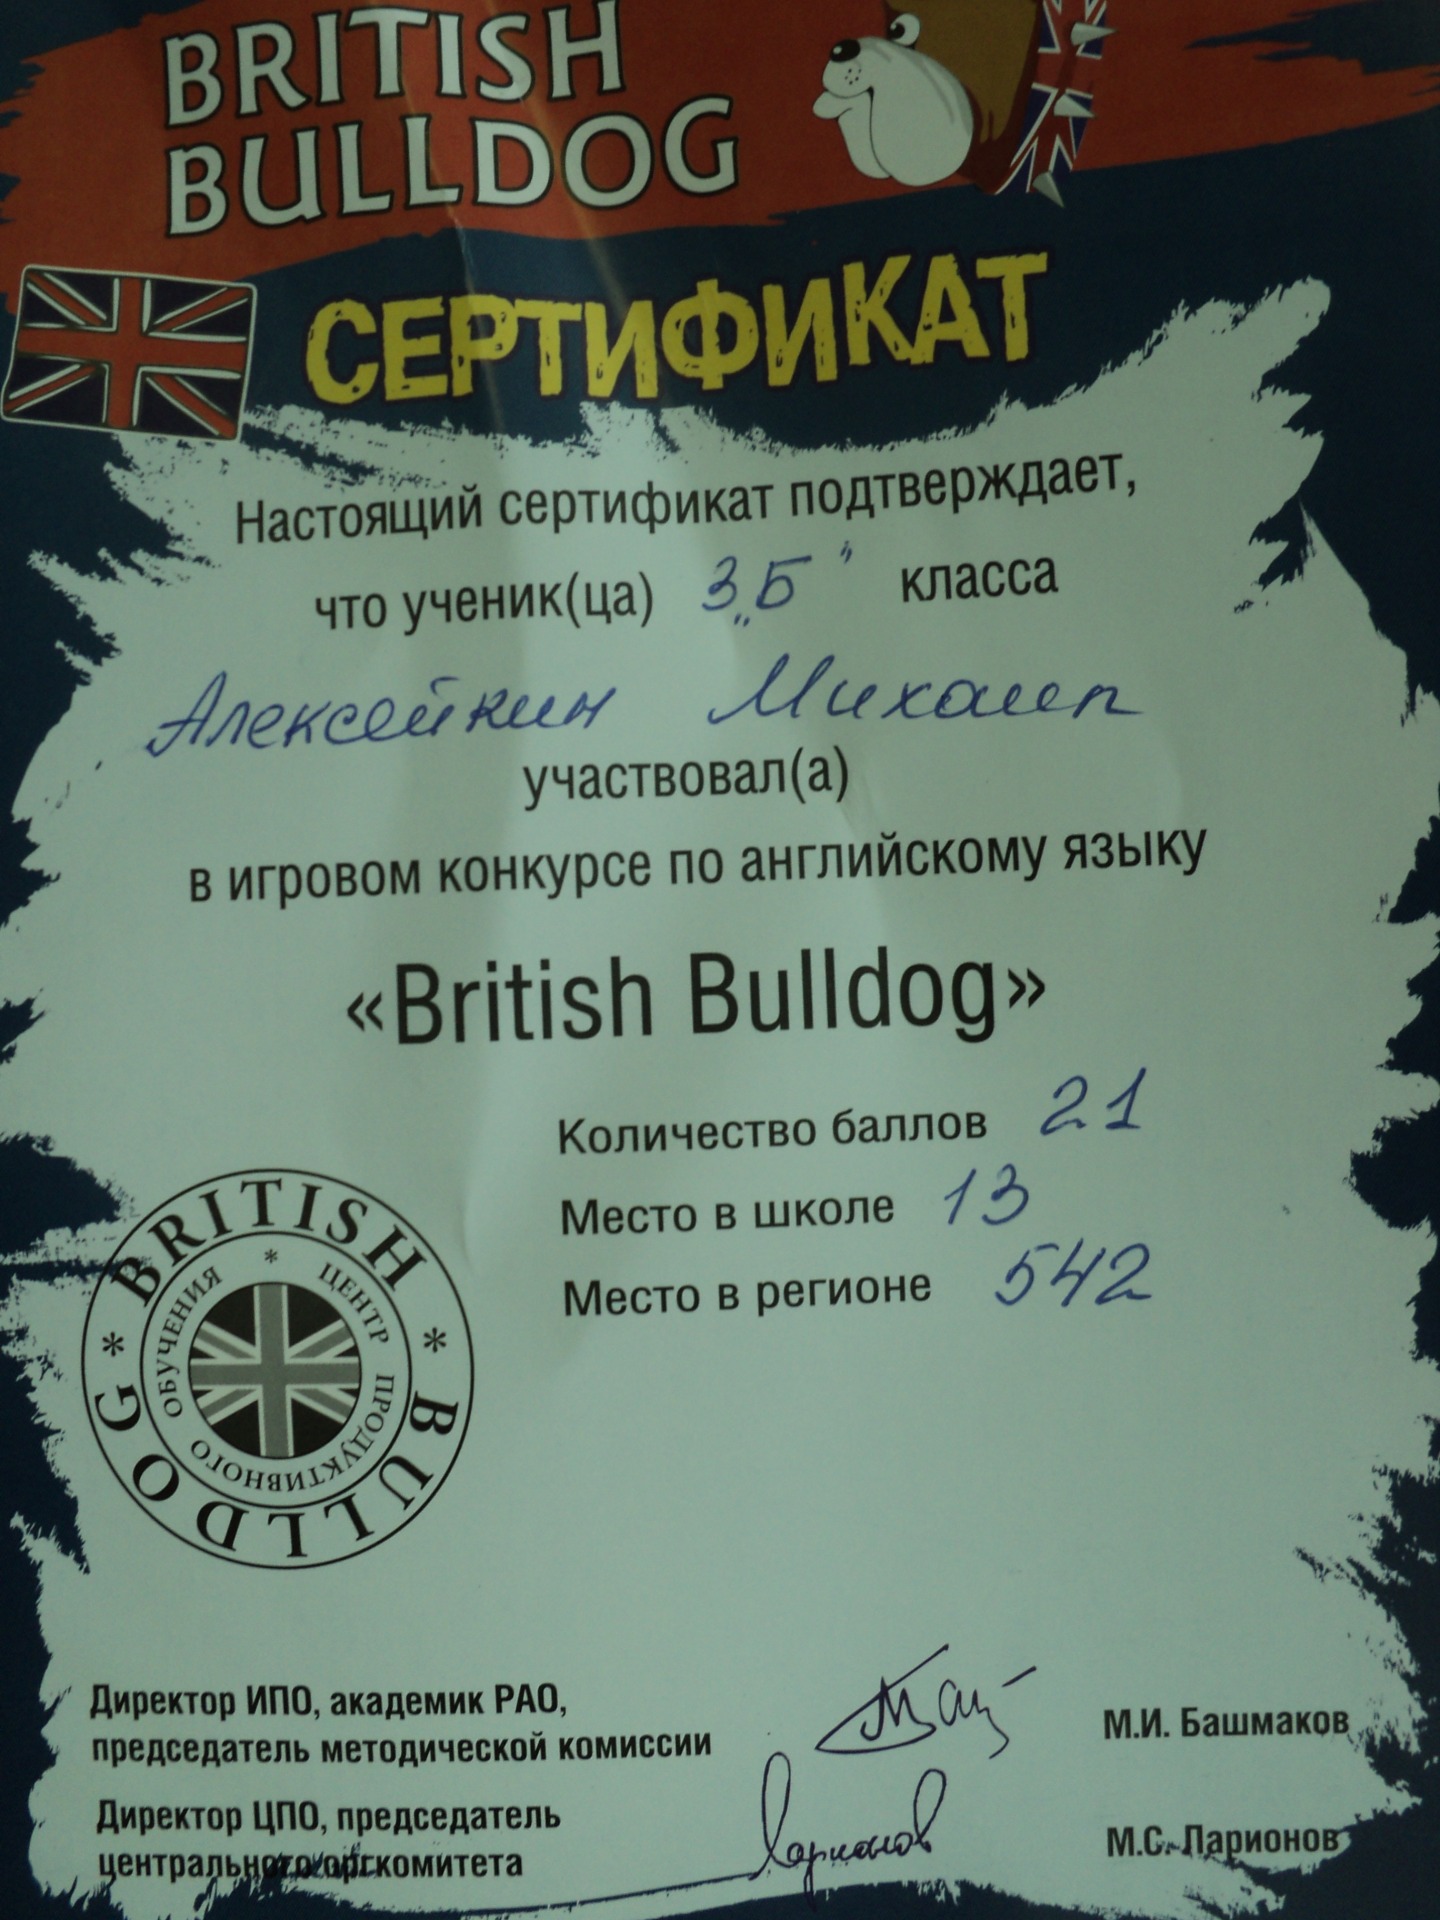 BRITISH
BULLDOG
СЕРТИФИКАТ
Настоящий сертификат подтверждает,
что ученик(ца) 3 „Б" класса
Алексейкин Михаил
участвовал(а)
в игровом конкурсе по английскому языку
«British Bulldog»
Количество баллов 21
Место в школе 13
Место в регионе 542
BRITISH * BULLDOG *
* ЦЕНТР ПРОДУКТИВНОГО ОБУЧЕНИЯ
Директор ИПО, академик РАО,
председатель методической комиссии
М.И. Башмаков
Директор ЦПО, председатель
центрального оргкомитета
Ларионов
М.С. Ларионов